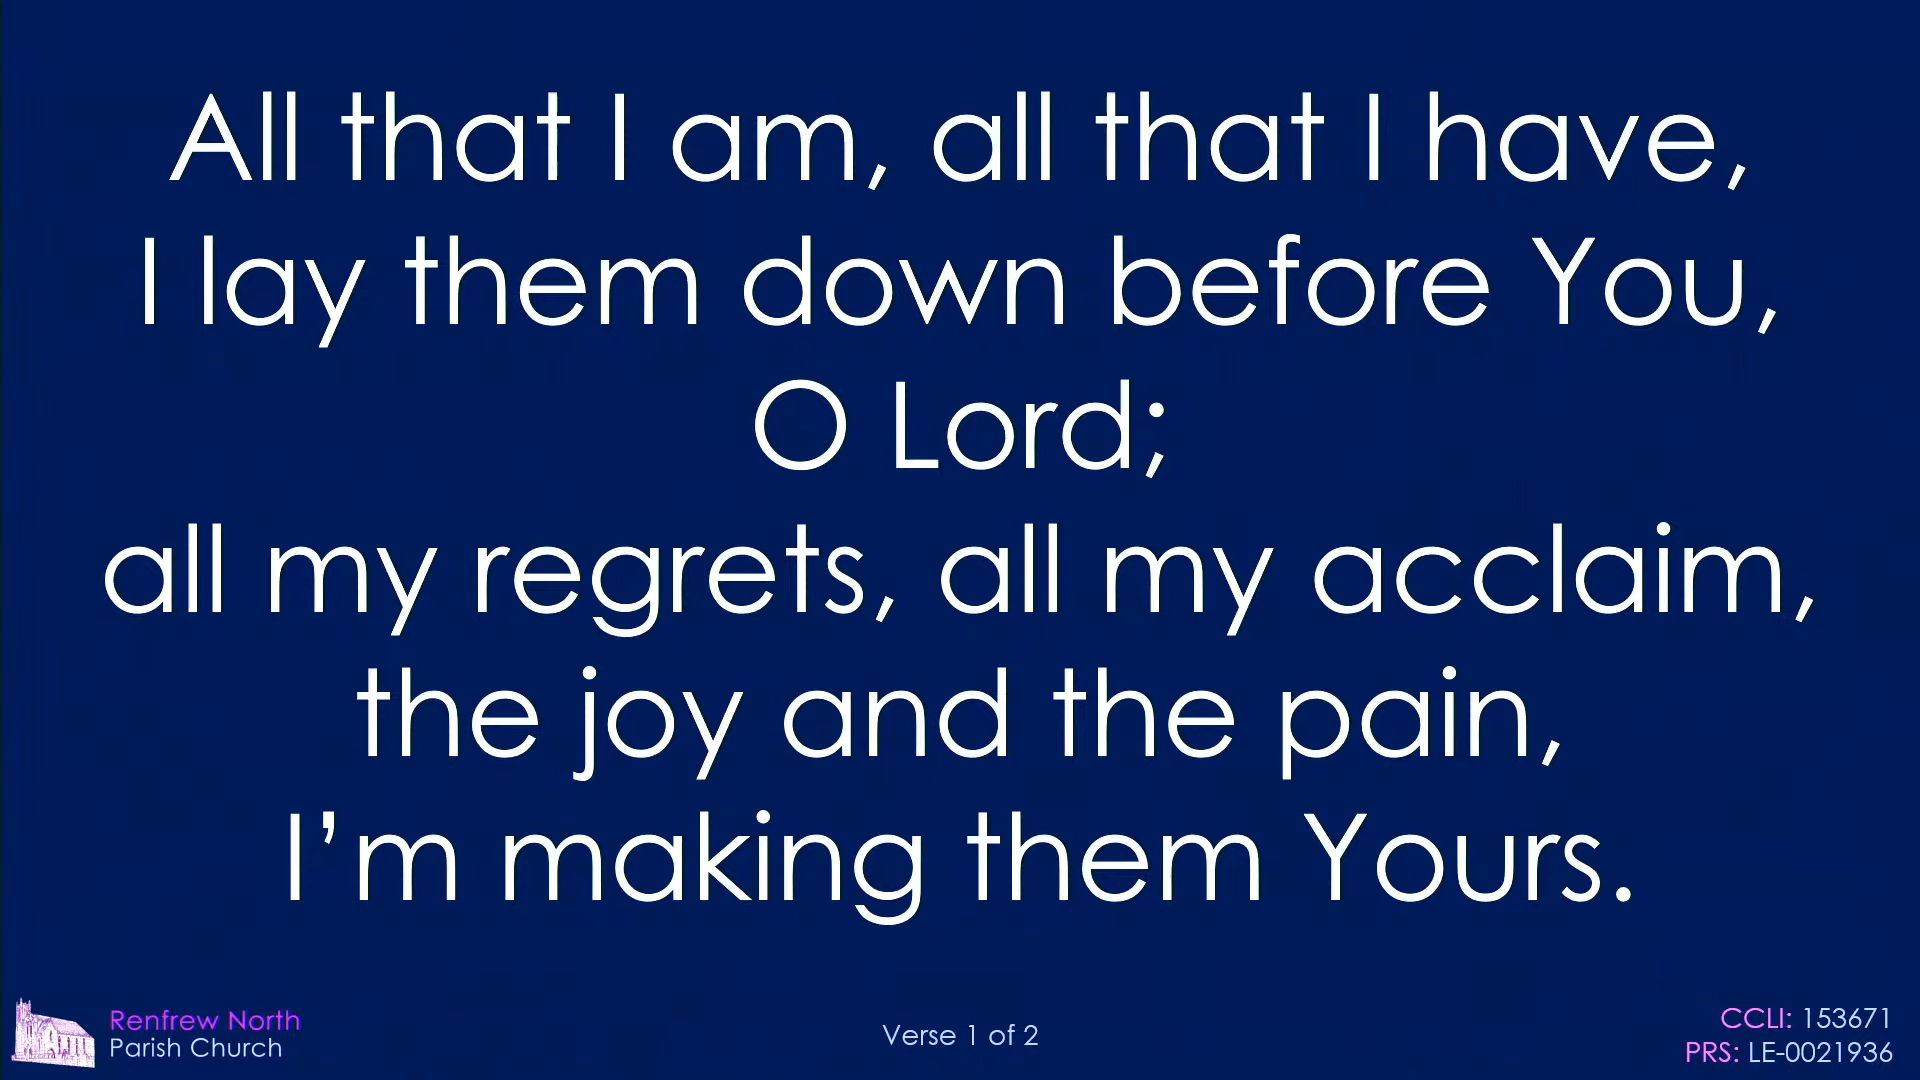 All that I am, all that I have,
I lay them down before You,
O Lord;
all my regrets, all my acclaim,
the joy and the pain,
I’m making them Yours.
Renfrew North
Parish Church
Verse 1 of 2
CCLI: 153671
PRS: LE-0021936